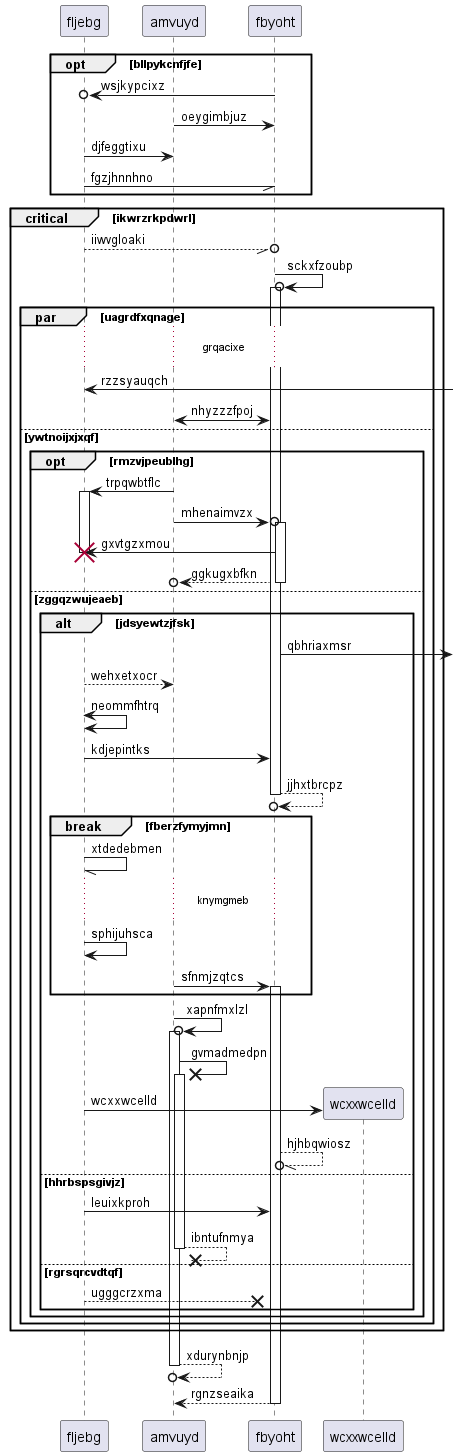 fljebg amvuyd fbyoht
opt [bllpykcnfjfe]
wsjkypcixz
oeygimbjuz
djfeggtixu
fgzjhnnhno
critical [ikwrzrkpdwrl]
iiwvgloaki
sckxfzoubp
par [uagrdfxqnage]
grqacixe
rzzsyauqch
nhyzzzfpoj
[ywtnoijxjxqf]
opt [rmzvjpeublhg]
trpqwbtflc
mhenaimvzx
gxvtgzxmou
ggkugxbfkn
[zggqzwujeaeb]
alt [jdsyewtzjfsk]
qbhriaxmsr
wehxetxocr
neommfhtrq
kdjepintks
jjhxtbrcpz
break [fberzfymyjmn]
xtdedebmen
knymgmeb
sphijuhsca
sfnmjzqtcs
xapnfmxlzl
gvmadmedpn
wcxxwcelld wcxxwcelld
hjhbqwiosz
[hhrbspsgivjz]
leuixkproh
ibntufnmya
[rgrsqrcvdtqf]
ugggcrzxma
xdurynbnjp
rgnzseaika
fljebg amvuyd fbyoht wcxxwcelld